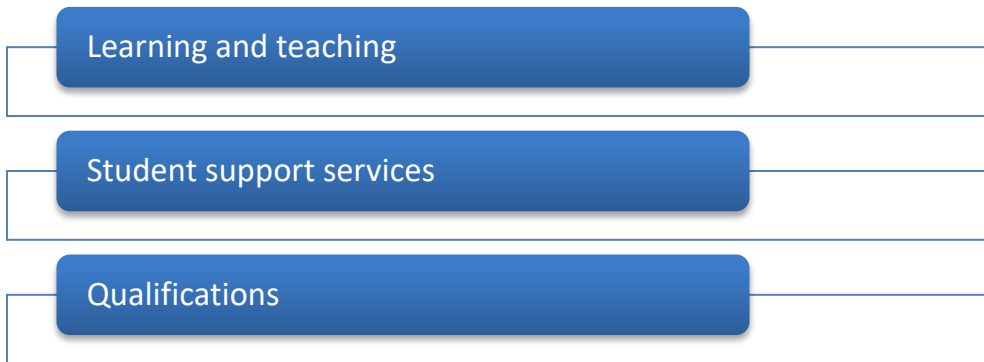 Learning and teaching
Student support services
Qualifications